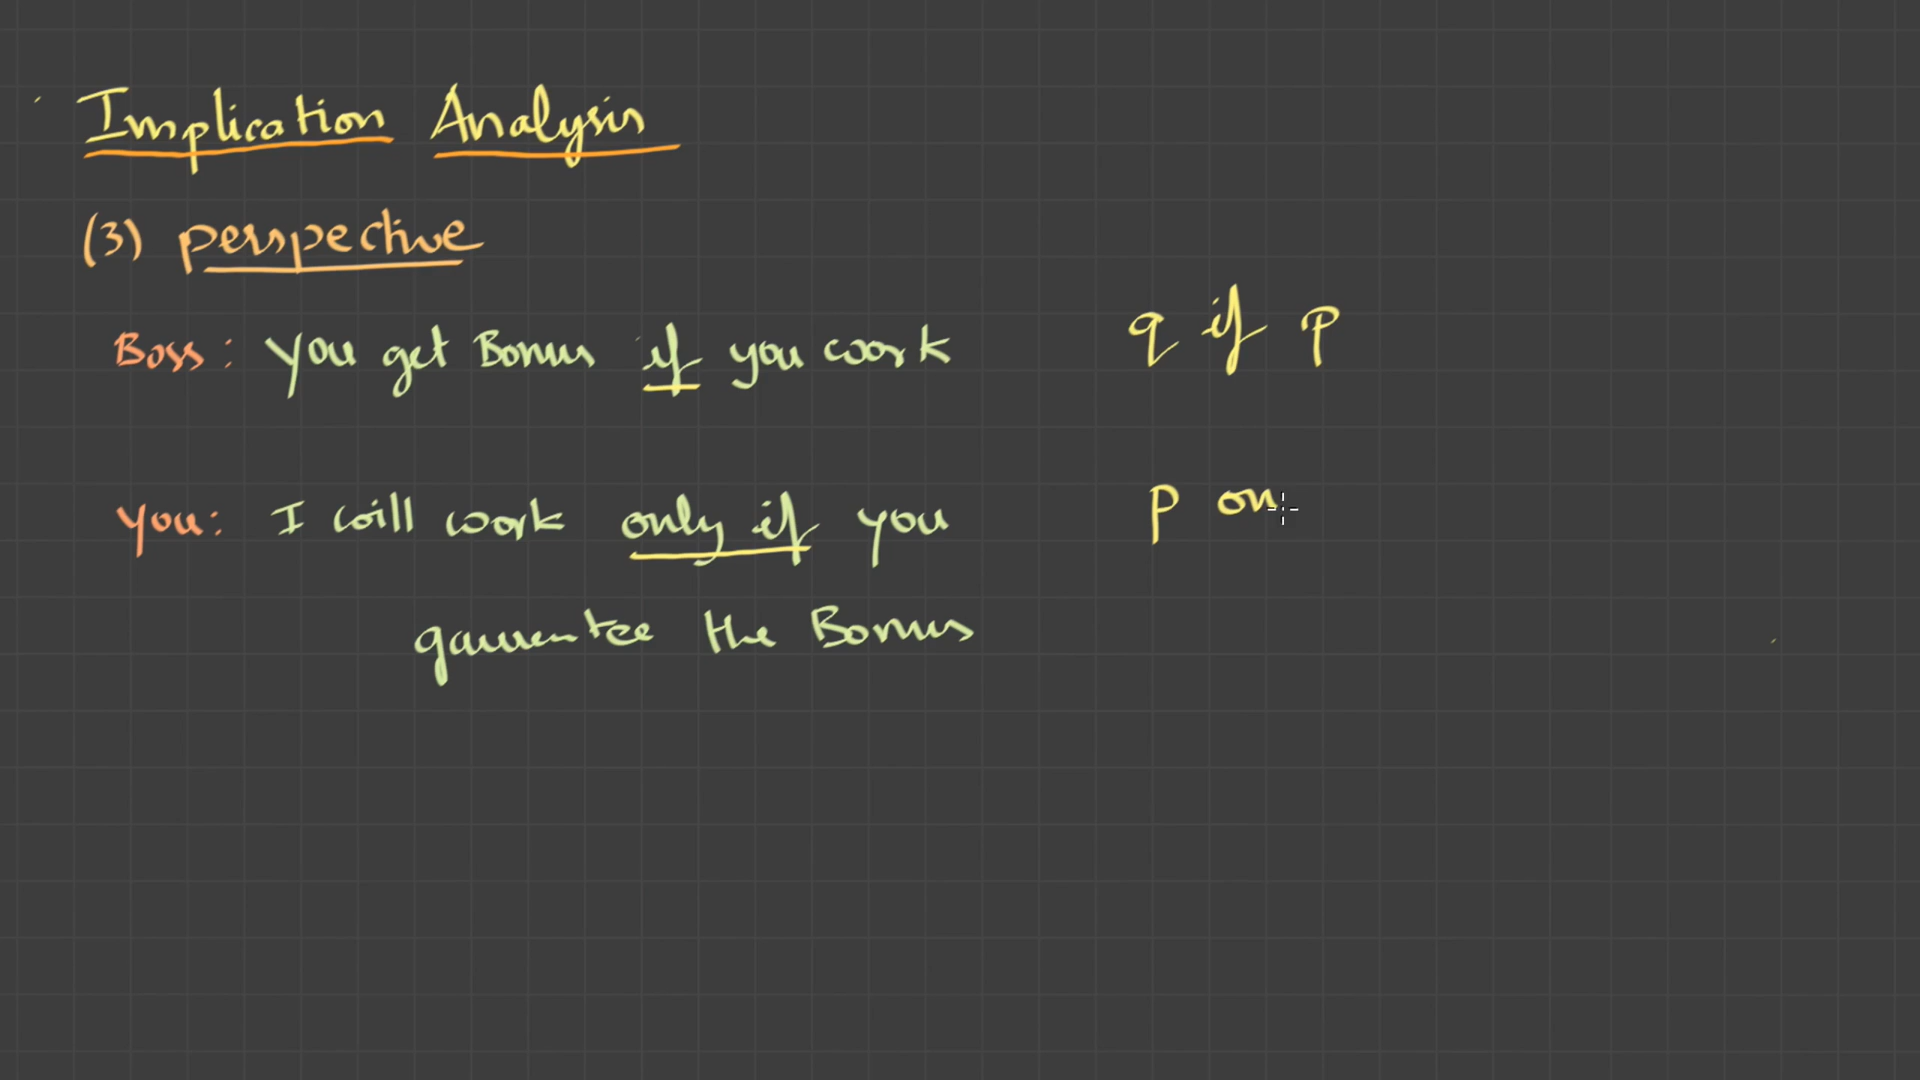 Implication Analysis
(3) perspective
Boss: You get Bonus if you work
q if p
You: I will work only if you
p on
gaurentee the Bonus